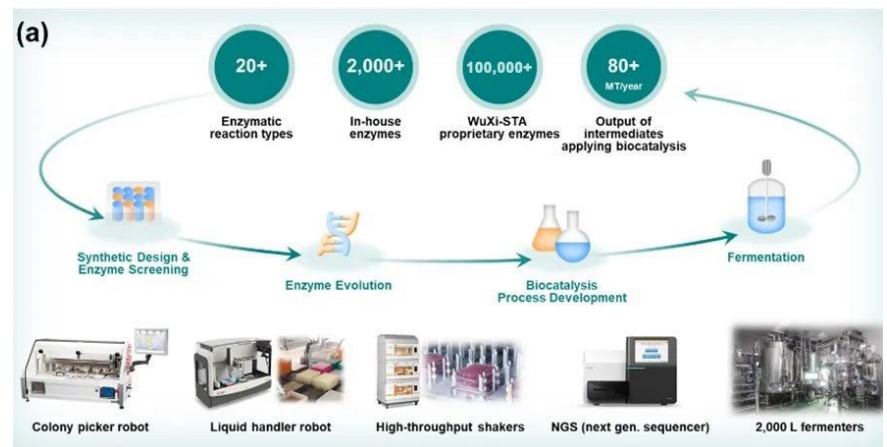 (a)
20+
2,000+
100,000+
80+
MT/year
Enzymatic
reaction types
In-house
enzymes
WuXi-STA
proprietary enzymes
Output of
intermediates
applying biocatalysis
Synthetic Design &
Enzyme Screening
Enzyme Evolution
Biocatalysis
Process Development
Fermentation
Colony picker robot
Liquid handler robot
High-throughput shakers
NGS (next gen. sequencer)
2,000 L fermenters